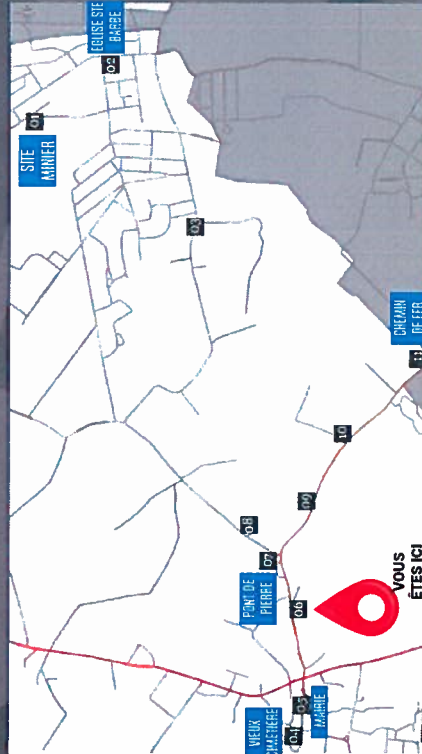 EGLISE STE
BARBE
02
01
SITE
MINIER
03
CHEMIN
DE FER
11
10
09
08
07
PONT DE
PIERRE
06
VOUS
ÊTES ICI
05
MAIRIE
04
VIEUX
CIMETIÈRE